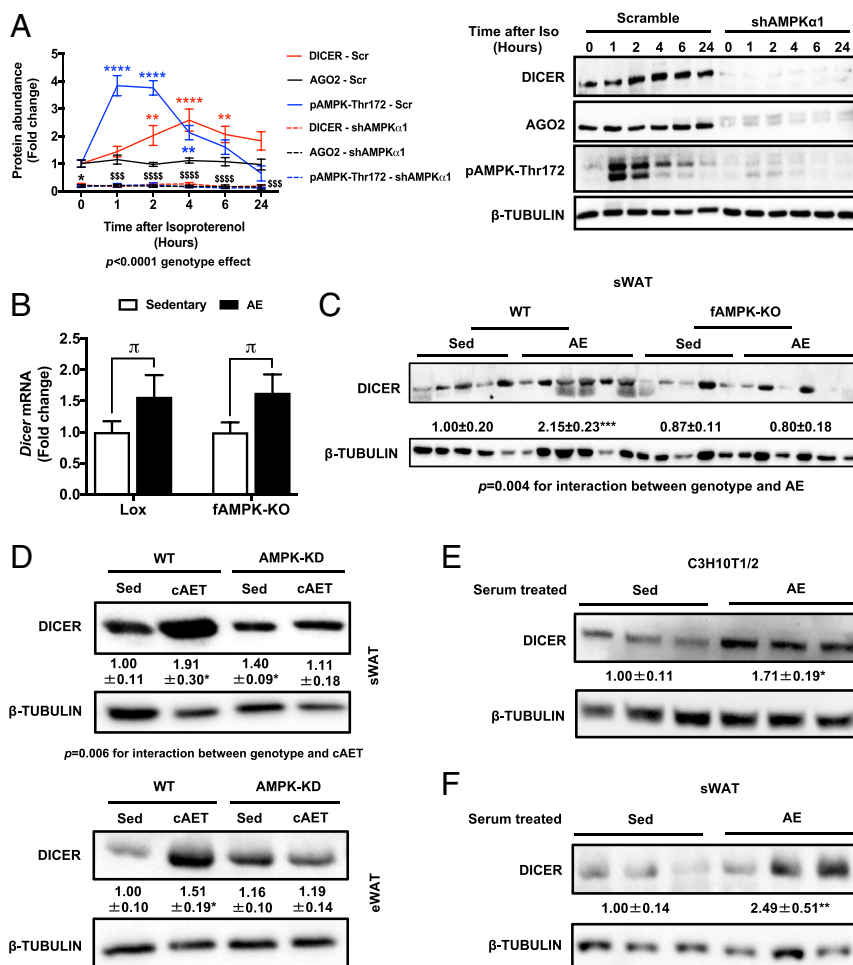 A
Protein abundance
(Fold change)
5
4
3
2
1
0
**** **** **** ** ** **
* $$$ $$$$ $$$$ $$$$ $$$
0 1 2 4 6 24
Time after Isoproterenol
(Hours)
p<0.0001 genotype effect
DICER - Scr
AGO2 - Scr
pAMPK-Thr172 - Scr
DICER - shAMPKα1
AGO2 - shAMPKα1
pAMPK-Thr172 - shAMPKα1
Scramble shAMPKα1
Time after Iso
(Hours)
0 1 2 4 6 24 0 1 2 4 6 24
DICER
AGO2
pAMPK-Thr172
β-TUBULIN
B
Sedentary AE
Dicer mRNA
(Fold change)
2.5
2.0
1.5
1.0
0.5
0.0
π π
Lox fAMPK-KO
C
sWAT
WT fAMPK-KO
Sed AE Sed AE
DICER
1.00±0.20 2.15±0.23*** 0.87±0.11 0.80±0.18
β-TUBULIN
p=0.004 for interaction between genotype and AE
D
WT AMPK-KD
Sed cAET Sed cAET
DICER
1.00 1.91 1.40 1.11
±0.11 ±0.30* ±0.09* ±0.18
β-TUBULIN
sWAT
p=0.006 for interaction between genotype and cAET
WT AMPK-KD
Sed cAET Sed cAET
DICER
1.00 1.51 1.16 1.19
±0.10 ±0.19* ±0.10 ±0.14
β-TUBULIN
eWAT
E
C3H10T1/2
Serum treated Sed AE
DICER
1.00±0.11 1.71±0.19*
β-TUBULIN
F
sWAT
Serum treated Sed AE
DICER
1.00±0.14 2.49±0.51**
β-TUBULIN